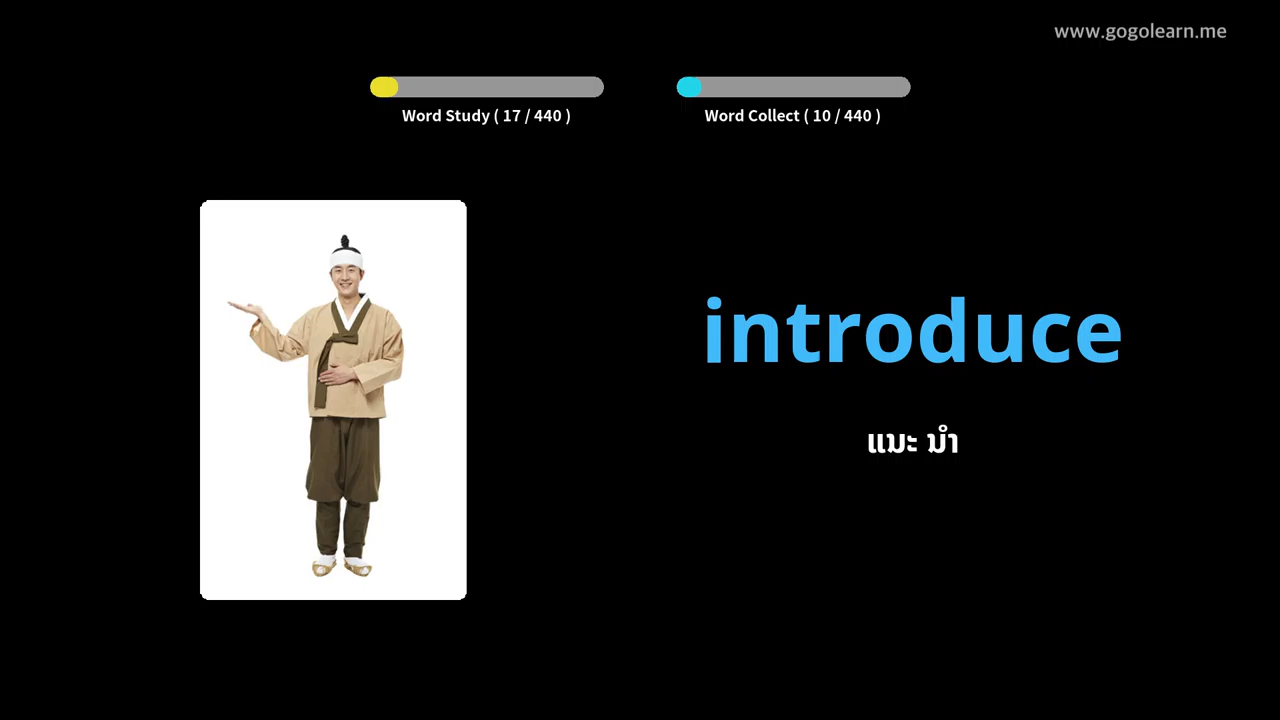 www.gogolearn.me
Word Study ( 17 / 440 )
Word Collect ( 10 / 440 )
introduce
ແນະ ນຳ